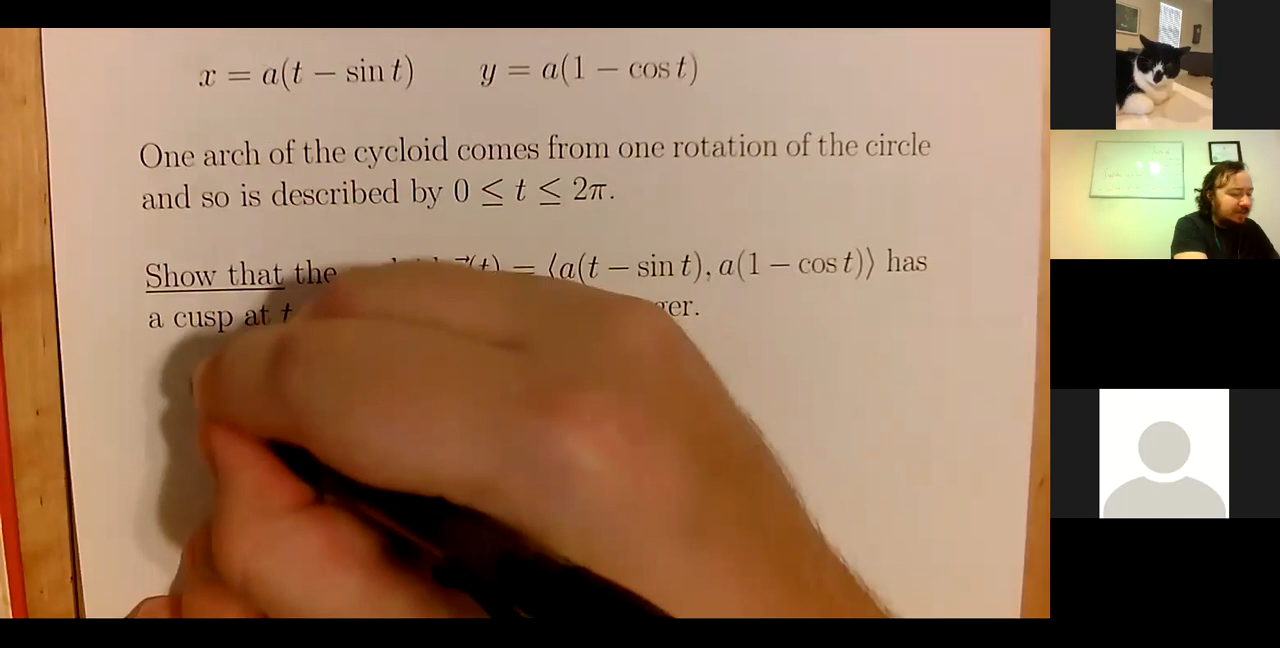 x = a(t − sin t) y = a(1 − cos t)
One arch of the cycloid comes from one rotation of the circle
and so is described by 0 ≤ t ≤ 2π.
Show that the (t) = ⟨a(t − sin t), a(1 − cos t)⟩ has
a cusp at t